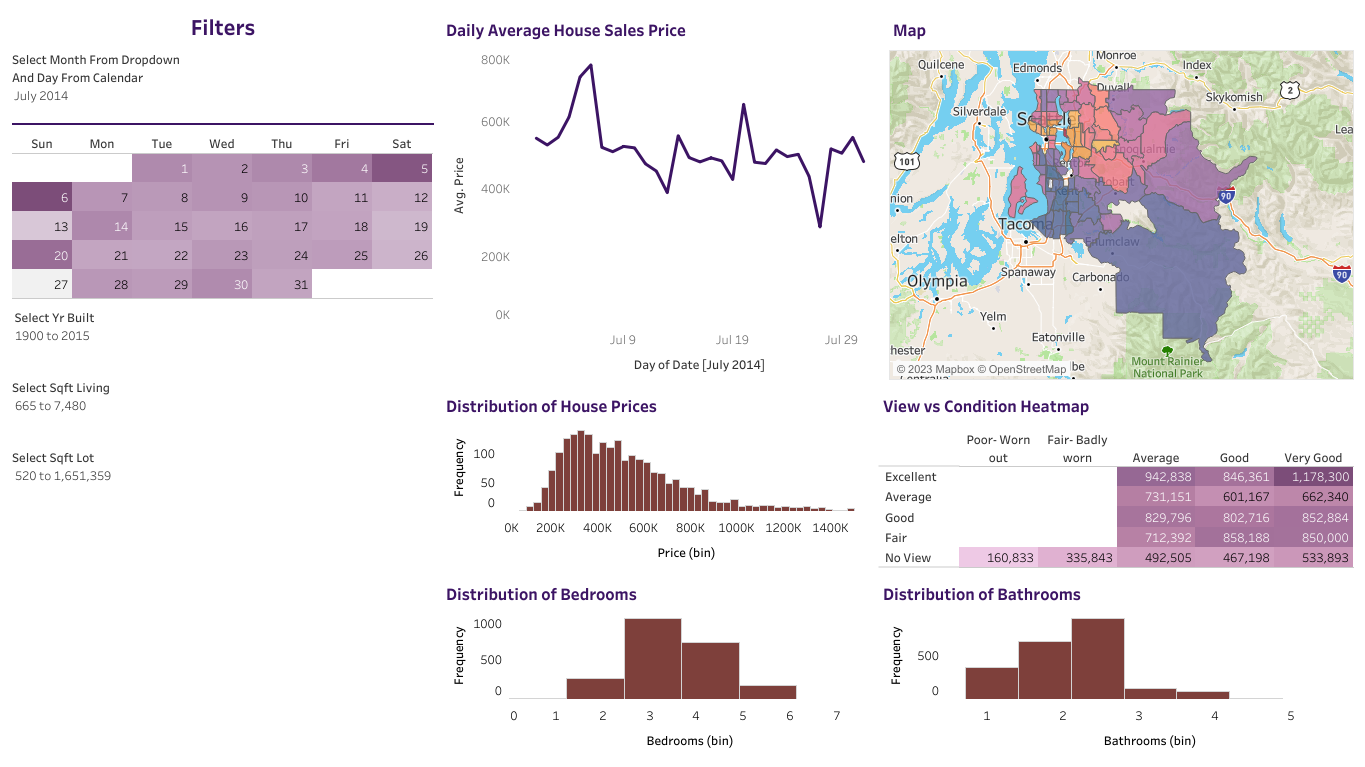 Filters
Select Month From Dropdown
And Day From Calendar
July 2014
Sun Mon Tue Wed Thu Fri Sat
1 2 3 4 5
6 7 8 9 10 11 12
13 14 15 16 17 18 19
20 21 22 23 24 25 26
27 28 29 30 31
Select Yr Built
1900 to 2015
Select Sqft Living
665 to 7,480
Select Sqft Lot
520 to 1,651,359
Daily Average House Sales Price
800K
600K
400K
200K
0K
Avg. Price
Jul 9 Jul 19 Jul 29
Day of Date [July 2014]
Map
Quilcene
Edmonds
Monroe
Index
2
Duvall
Skykomish
Silverdale
Seattle
Lea
101
Snoqualmie
Renton
Kent
Hobart
90
nion
Tacoma
elton
Enumclaw
Spanaway
Carbonado
90
Olympia
Yelm
Eatonville
hester
Mount Rainier
National Park
be
© 2023 Mapbox © OpenStreetMap
Centralia
Distribution of House Prices
Frequency
100
50
0
0K 200K 400K 600K 800K 1000K 1200K 1400K
Price (bin)
View vs Condition Heatmap
Poor- Worn Fair- Badly
out worn Average Good Very Good
Excellent 942,838 846,361 1,178,300
Average 731,151 601,167 662,340
Good 829,796 802,716 852,884
Fair 712,392 858,188 850,000
No View 160,833 335,843 492,505 467,198 533,893
Distribution of Bedrooms
Frequency
1000
500
0
0 1 2 3 4 5 6 7
Bedrooms (bin)
Distribution of Bathrooms
Frequency
500
0
1 2 3 4 5
Bathrooms (bin)